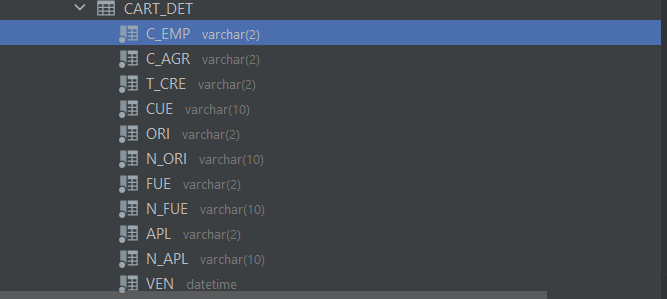 CART_DET
C_EMP varchar(2)
C_AGR varchar(2)
T_CRE varchar(2)
CUE varchar(10)
ORI varchar(2)
N_ORI varchar(10)
FUE varchar(2)
N_FUE varchar(10)
APL varchar(2)
N_APL varchar(10)
VEN datetime